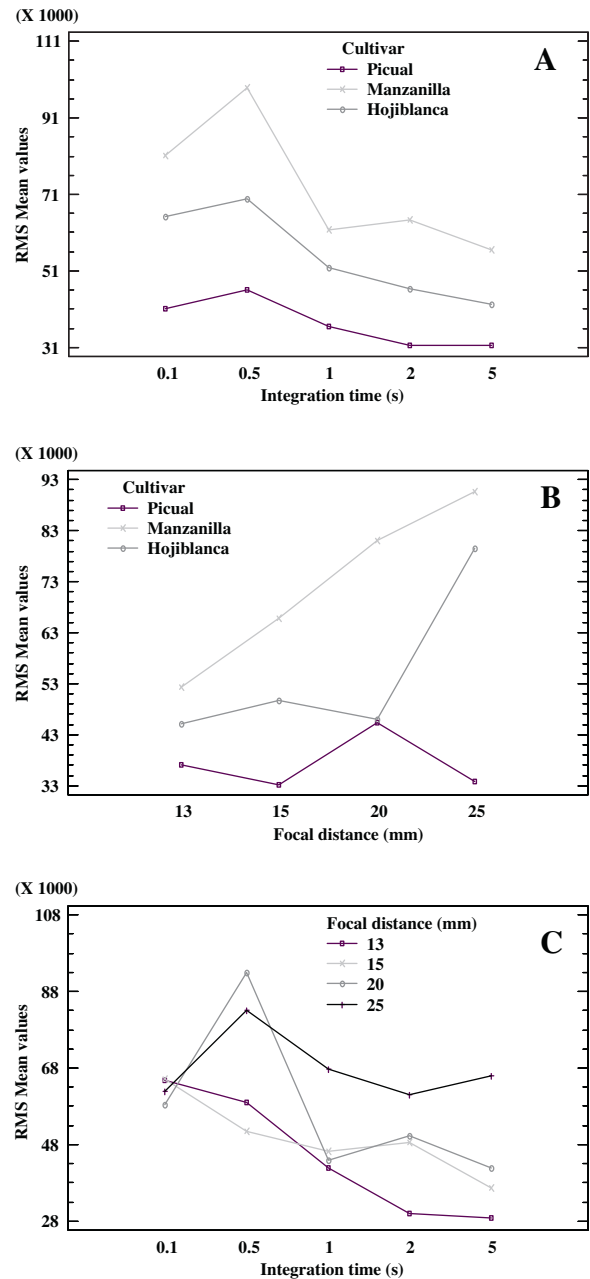 (X 1000)
111
91
71
51
31
RMS Mean values
Cultivar
Picual
Manzanilla
Hojiblanca
A
0.1 0.5 1 2 5
Integration time (s)
(X 1000)
93
83
73
63
53
43
33
RMS Mean values
Cultivar
Picual
Manzanilla
Hojiblanca
B
13 15 20 25
Focal distance (mm)
(X 1000)
108
88
68
48
28
RMS Mean values
Focal distance (mm)
13
15
20
25
C
0.1 0.5 1 2 5
Integration time (s)